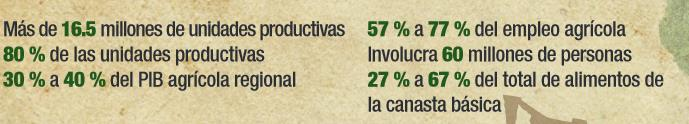 Más de 16.5 millones de unidades productivas
80 % de las unidades productivas
30 % a 40 % del PIB agrícola regional
57 % a 77 % del empleo agrícola
Involucra 60 millones de personas
27 % a 67 % del total de alimentos de
la canasta básica